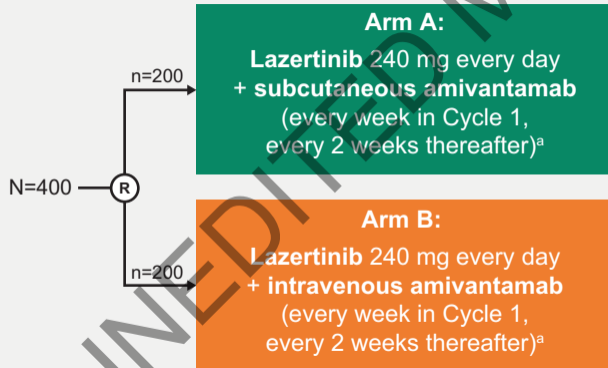 Arm A:
Lazertinib 240 mg every day
+ subcutaneous amivantamab
(every week in Cycle 1,
every 2 weeks thereafter)ᵃ
n=200
N=400
R
n=200
Arm B:
Lazertinib 240 mg every day
+ intravenous amivantamab
(every week in Cycle 1,
every 2 weeks thereafter)ᵃ
INEDITED M